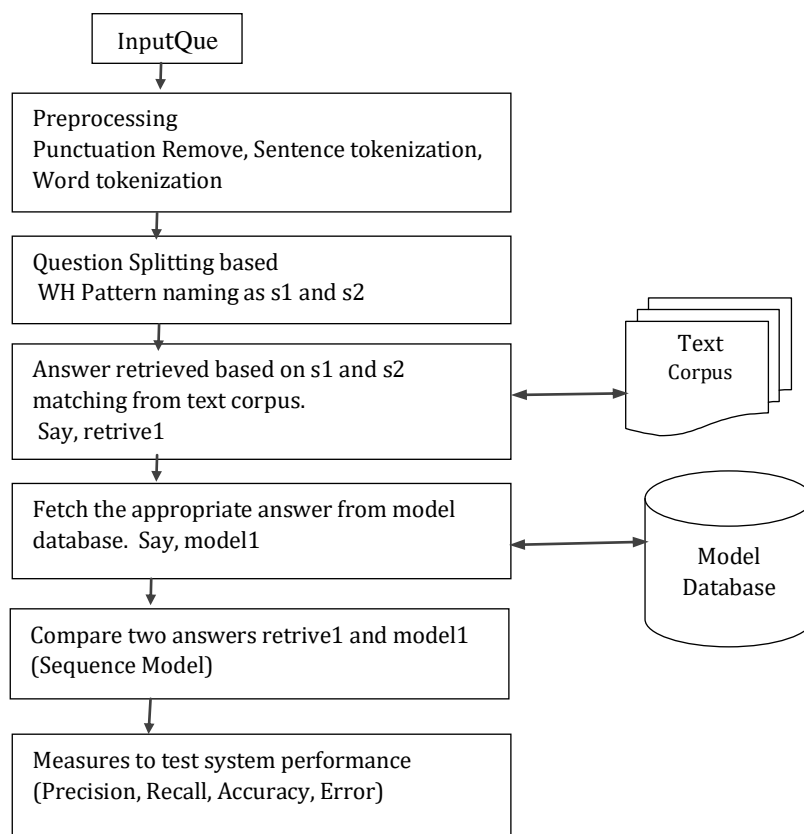 InputQue
Preprocessing
Punctuation Remove, Sentence tokenization,
Word tokenization
Question Splitting based
WH Pattern naming as s1 and s2
Answer retrieved based on s1 and s2
matching from text corpus.
Say, retrive1
Text
Corpus
Fetch the appropriate answer from model
database. Say, model1
Model
Database
Compare two answers retrive1 and model1
(Sequence Model)
Measures to test system performance
(Precision, Recall, Accuracy, Error)